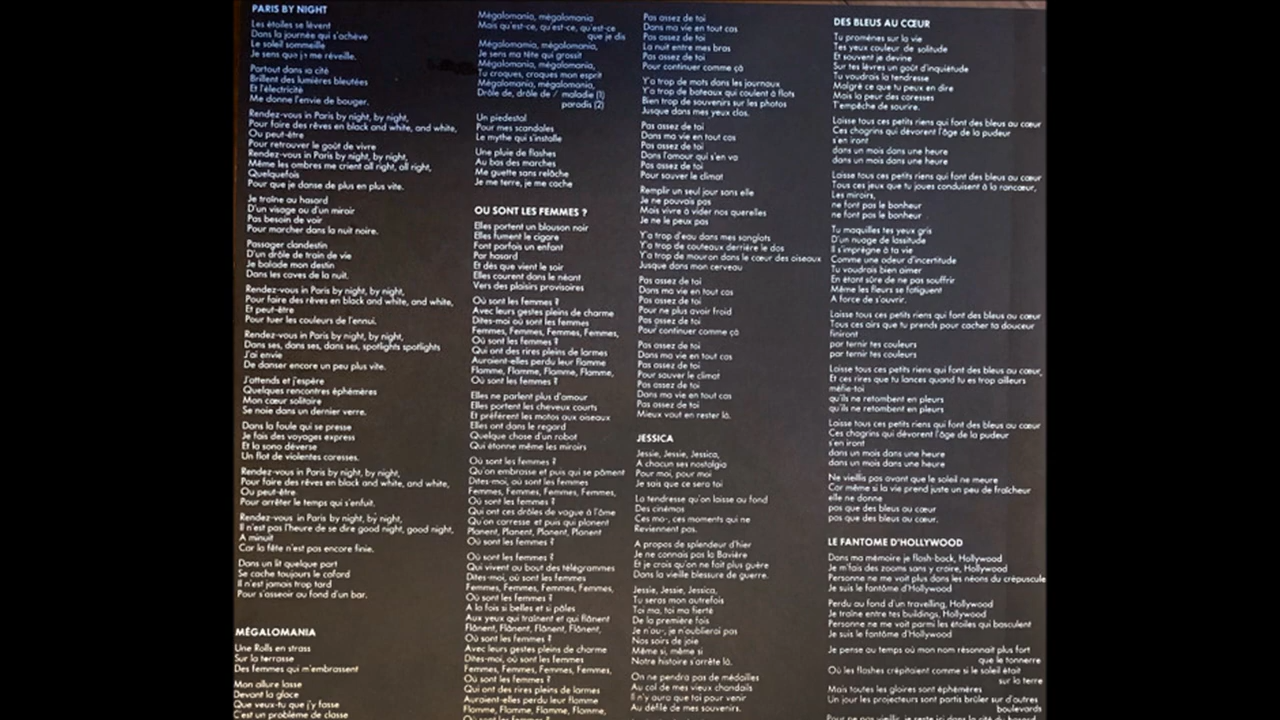 PARIS BY NIGHT
Les étoiles se lèvent
Dans la journée qui s'achève
Le soleil sommeille
Je sens que je me réveille.
Partout dans sa cité
Brillent des lumières bleutées
Et l'électricité
Me donne l'envie de bouger.
Rendez-vous in Paris by night, by night,
Pour faire des rêves en black and white, and white,
Ou peut-être
Pour retrouver le goût de vivre
Rendez-vous in Paris by night, by night,
Même les ombres me crient all right, all right,
Quelquefois
Pour que je danse de plus en plus vite.
Je traîne au hasard
D'un visage ou d'un miroir
Pas besoin de voir
Pour marcher dans la nuit noire.
Passager clandestin
D'un drôle de train de vie
Je balade mon destin
Dans les caves de la nuit.
Rendez-vous in Paris by night, by night,
Pour faire des rêves en black and white, and white,
Et peut-être
Pour tuer les couleurs de l'ennui.
Rendez-vous in Paris by night, by night,
Dans ses, dans ses, dans ses, spotlights spotlights
J'ai envie
De danser encore un peu plus vite.
J'attends et j'espère
Quelques rencontres éphémères
Mon cœur solitaire
Se noie dans un dernier verre.
Dans la foule qui se presse
Je fais des voyages express
Et la sono déverse
Un flot de violentes caresses.
Rendez-vous in Paris by night, by night,
Pour faire des rêves en black and white, and white,
Ou peut-être
Pour arrêter le temps qui s'enfuit.
Rendez-vous in Paris by night, by night,
Il n'est pas l'heure de se dire good night, good night,
A minuit
Car la fête n'est pas encore finie.
Dans un lit quelque part
Se cache toujours le cafard
Il n'est jamais trop tard
Pour s'asseoir au fond d'un bar.
MÉGALOMANIA
Une Rolls en strass
Sur la terrasse
Des femmes qui m'embrassent
Mon allure lasse
Devant la glace
Que veux-tu que j'y fasse
C'est un problème de classe
Mégalomania, mégalomania
Mais qu'est-ce, qu'est-ce, qu'est-ce
que je dis
Mégalomania, mégalomania,
Je sens ma tête qui grossit
Mégalomania, mégalomania,
Tu croques, croques mon esprit
Mégalomania, mégalomania,
Drôle de, drôle de / maladie (1)
paradis (2)
Un piedestal
Pour mes scandales
Le mythe qui s'installe
Une pluie de flashes
Au bas des marches
Me guette sans relâche
Je me terre, je me cache
OU SONT LES FEMMES ?
Elles portent un blouson noir
Elles fument le cigare
Font parfois un enfant
Par hasard
Et dès que vient le soir
Elles courent dans le néant
Vers des plaisirs provisoires
Où sont les femmes ?
Avec leurs gestes pleins de charme
Dites-moi où sont les femmes
Femmes, Femmes, Femmes, Femmes,
Où sont les femmes ?
Qui ont des rires pleins de larmes
Auraient-elles perdu leur flamme
Flamme, Flamme, Flamme, Flamme,
Où sont les femmes ?
Elles ne parlent plus d'amour
Elles portent les cheveux courts
Et préfèrent les motos aux oiseaux
Elles ont dans le regard
Quelque chose d'un robot
Qui étonne même les miroirs
Où sont les femmes ?
Qu'on embrasse et puis qui se pâment
Dites-moi, où sont les femmes
Femmes, Femmes, Femmes, Femmes,
Où sont les femmes ?
Qui ont ces drôles de vague à l'âme
Qu'on carresse et puis qui planent
Planent, Planent, Planent, Planent
Où sont les femmes ?
Où sont les femmes ?
Qui vivent au bout des télégrammes
Dites-moi, où sont les femmes
Femmes, Femmes, Femmes, Femmes,
Où sont les femmes ?
A la fois si belles et si pâles
Aux yeux qui traînent et qui flânent
Flânent, Flânent, Flânent, Flânent,
Où sont les femmes ?
Avec leurs gestes pleins de charme
Dites-moi, où sont les femmes
Femmes, Femmes, Femmes, Femmes,
Où sont les femmes ?
Qui ont des rires pleins de larmes
Auraient-elles perdu leur flamme
Flamme, Flamme, Flamme, Flamme,
Où sont les femmes ?
Pas assez de toi
Dans ma vie en tout cas
Pas assez de toi
La nuit entre mes bras
Pas assez de toi
Pour continuer comme çà
Y'a trop de mots dans les journaux
Y'a trop de bateaux qui coulent à flots
Bien trop de souvenirs sur les photos
Jusque dans mes yeux clos.
Pas assez de toi
Dans ma vie en tout cas
Pas assez de toi
Dans l'amour qui s'en va
Pas assez de toi
Pour sauver le climat
Remplir un seul jour sans elle
Je ne pouvais pas
Mais vivre à vider nos querelles
Je ne le peux pas
Y'a trop d'eau dans mes sanglots
Y'a trop de couteaux derrière le dos
Y'a trop de mouron dans le cœur des oiseaux
Jusque dans mon cerveau
Pas assez de toi
Dans ma vie en tout cas
Pas assez de toi
Pour ne plus avoir froid
Pas assez de toi
Pour continuer comme çà
Pas assez de toi
Dans ma vie en tout cas
Pas assez de toi
Pour sauver le climat
Pas assez de toi
Dans ma vie en tout cas
Pas assez de toi
Mieux vaut en rester là.
JESSICA
Jessie, Jessie, Jessica,
A chacun ses nostalgia
Pour moi, pour moi
Je sais que ce sera toi
La tendresse qu'on laisse au fond
Des cinémas
Ces mo-, ces moments qui ne
Reviennent pas.
A propos de splendeur d'hier
Je ne connais pas la Bavière
Et je crois qu'on ne fait plus guère
Dans la vieille blessure de guerre.
Jessie, Jessie, Jessica,
Tu seras mon autrefois
Toi ma, toi ma fierté
De la première fois
Je n'ou-, je n'oublierai pas
Nos soirs de joie
Même si, même si
Notre histoire s'arrête là.
On ne pendra pas de médailles
Au col de mes vieux chandails
Il n'y aura que toi pour venir
Au défilé de mes souvenirs.
DES BLEUS AU CŒUR
Tu promènes sur la vie
Tes yeux couleur de solitude
Et souvent je devine
Sur tes lèvres un goût d'inquiétude
Tu voudrais la tendresse
Malgré ce que tu peux en dire
Mais la peur des caresses
T'empêche de sourire.
Laisse tous ces petits riens qui font des bleus au cœur
Ces chagrins qui dévorent l'âge de la pudeur
s'en iront
dans un mois dans une heure
dans un mois dans une heure
Laisse tous ces petits riens qui font des bleus au cœur
Tous ces jeux que tu joues conduisent à la rancœur,
Les miroirs,
ne font pas le bonheur
ne font pas le bonheur
Tu maquilles tes yeux gris
D'un nuage de lassitude
Il s'imprègne à ta vie
Comme une odeur d'incertitude
Tu voudrais bien aimer
En étant sûre de ne pas souffrir
Même les fleurs se fatiguent
A force de s'ouvrir.
Laisse tous ces petits riens qui font des bleus au cœur
Tous ces airs que tu prends pour cacher ta douceur
finiront
par ternir tes couleurs
par ternir tes couleurs
Laisse tous ces petits riens qui font des bleus au cœur,
Et ces rires que tu lances quand tu es trop ailleurs
méfie-toi
qu'ils ne retombent en pleurs
qu'ils ne retombent en pleurs
Laisse tous ces petits riens qui font des bleus au cœur
Ces chagrins qui dévorent l'âge de la pudeur
s'en iront
dans un mois dans une heure
dans un mois dans une heure
Ne vieillis pas avant que le soleil ne meure
Car même si la vie prend juste un peu de fraîcheur
elle ne donne
pas que des bleus au cœur
pas que des bleus au cœur.
LE FANTOME D'HOLLYWOOD
Dans ma mémoire je flash-back, Hollywood
Je m'fais des zooms sans y croire, Hollywood
Personne ne me voit plus dans les néons du crépuscule
Je suis le fantôme d'Hollywood
Perdu au fond d'un travelling, Hollywood
Je traîne entre tes buildings, Hollywood
Personne ne me voit parmi les étoiles qui basculent
Je suis le fantôme d'Hollywood
Je pense au temps où mon nom résonnait plus fort
que le tonnerre
Où les flashes crépitaient comme si le soleil était
sur la terre
Mais toutes les gloires sont éphémères
Un jour les projecteurs sont partis brûler sur d'autres
boulevards